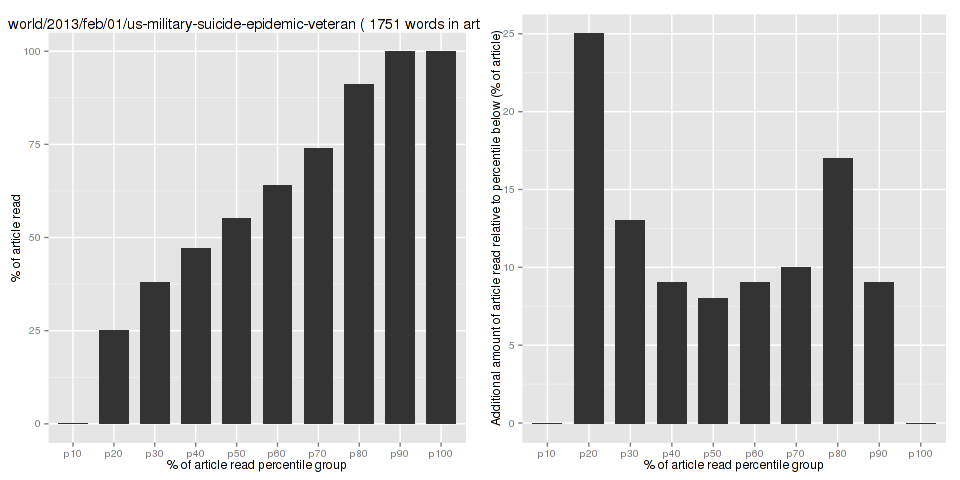 world/2013/feb/01/us-military-suicide-epidemic-veteran ( 1751 words in art
% of article read
100
75
50
25
0
p10 p20 p30 p40 p50 p60 p70 p80 p90 p100
% of article read percentile group
Additional amount of article read relative to percentile below (% of article)
25
20
15
10
5
0
p10 p20 p30 p40 p50 p60 p70 p80 p90 p100
% of article read percentile group